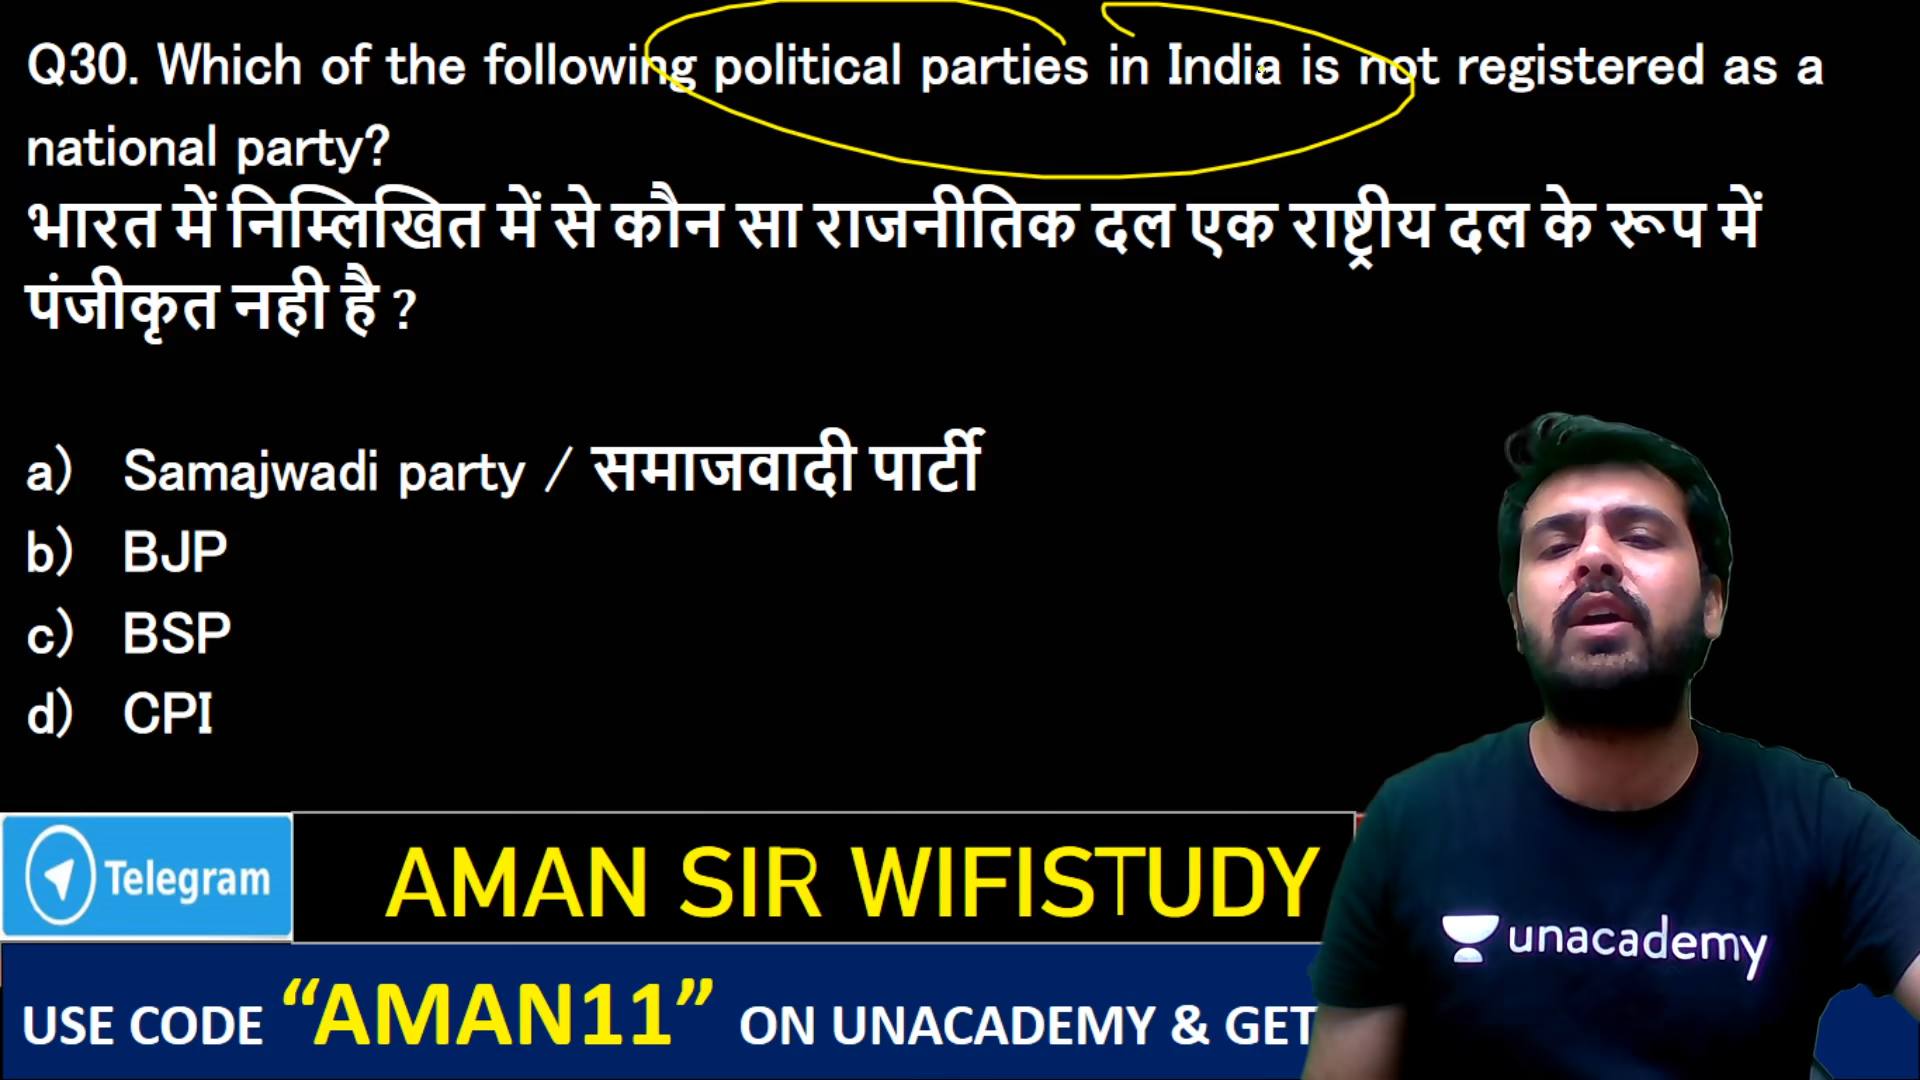 Q30. Which of the following political parties in India is not registered as a
national party?
भारत में निम्लिखित में से कौन सा राजनीतिक दल एक राष्ट्रीय दल के रूप में
पंजीकृत नही है ?
a) Samajwadi party / समाजवादी पार्टी
b) BJP
c) BSP
d) CPI
Telegram
AMAN SIR WIFISTUDY
USE CODE “AMAN11” ON UNACADEMY & GET
unacademy